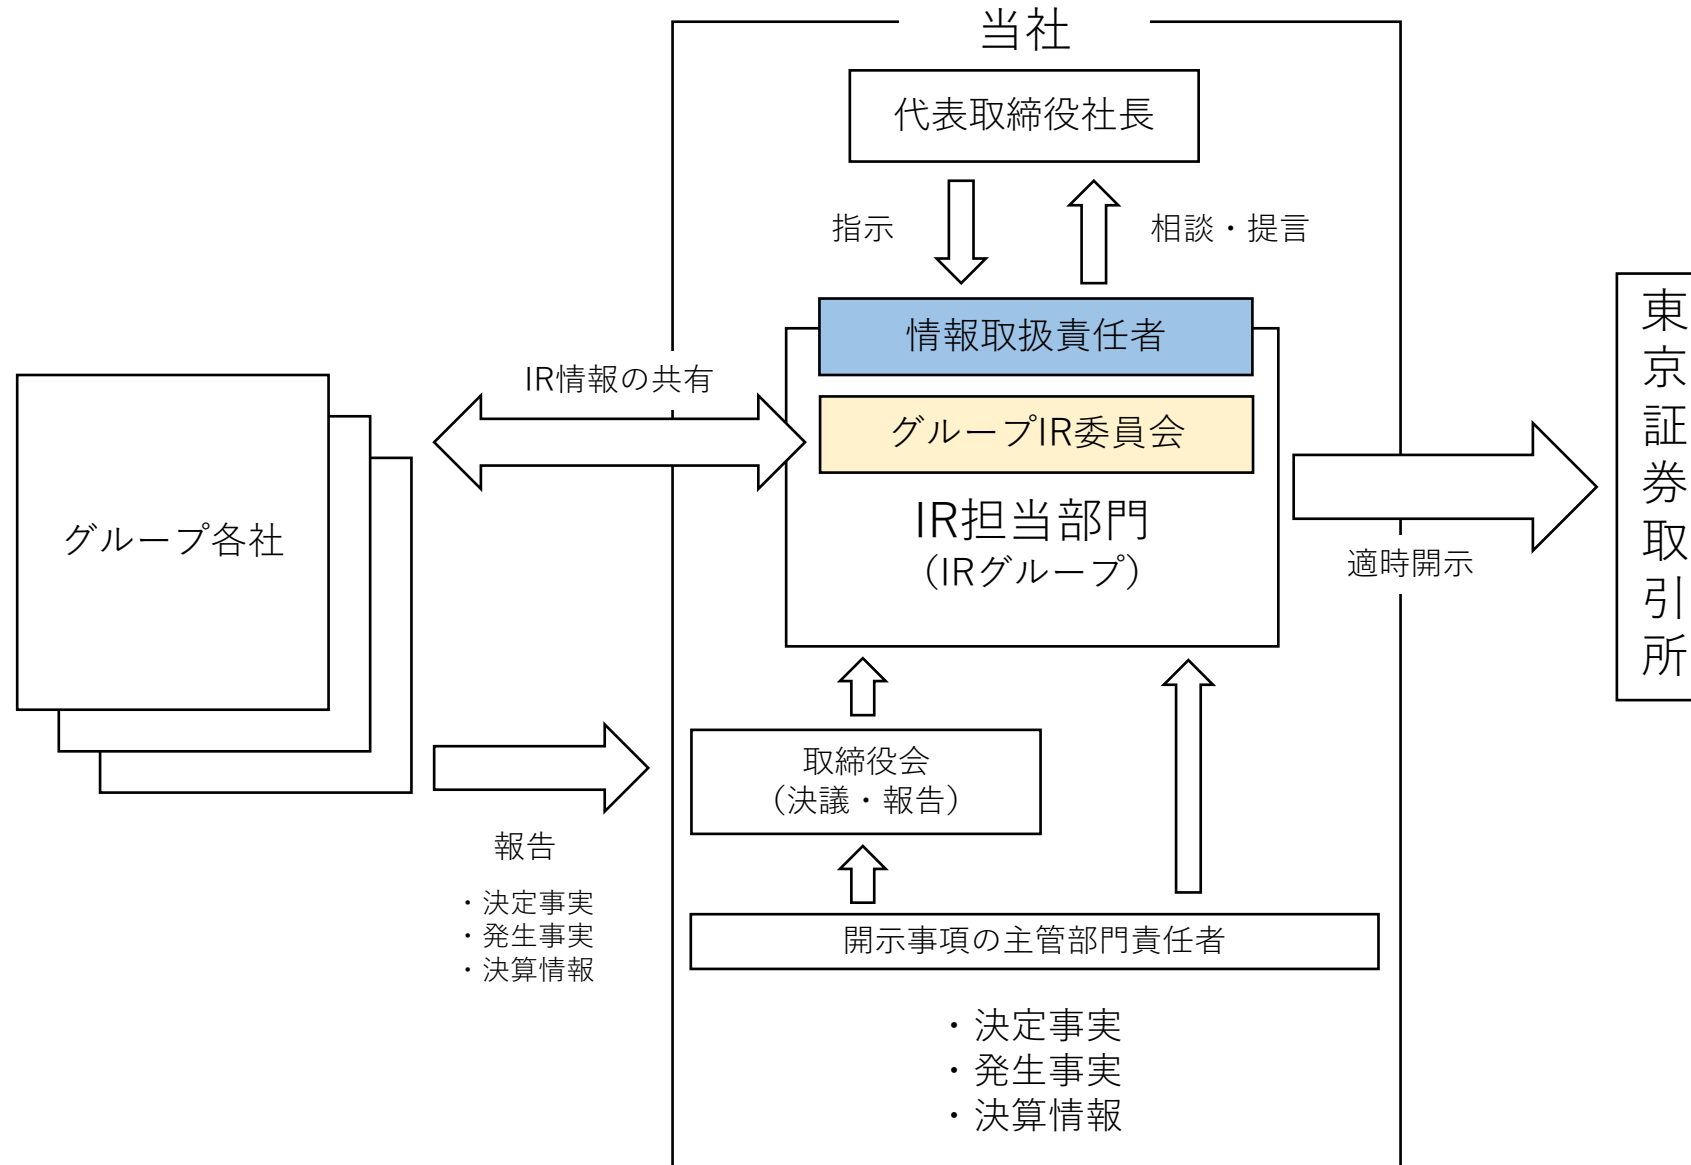 当社
代表取締役社長
指示
相談・提言
情報取扱責任者
IR情報の共有
グループIR委員会
グループ各社
IR担当部門
（IRグループ）
適時開示
東京証券取引所
取締役会
（決議・報告）
報告
・決定事実
・発生事実
・決算情報
開示事項の主管部門責任者
・決定事実
・発生事実
・決算情報